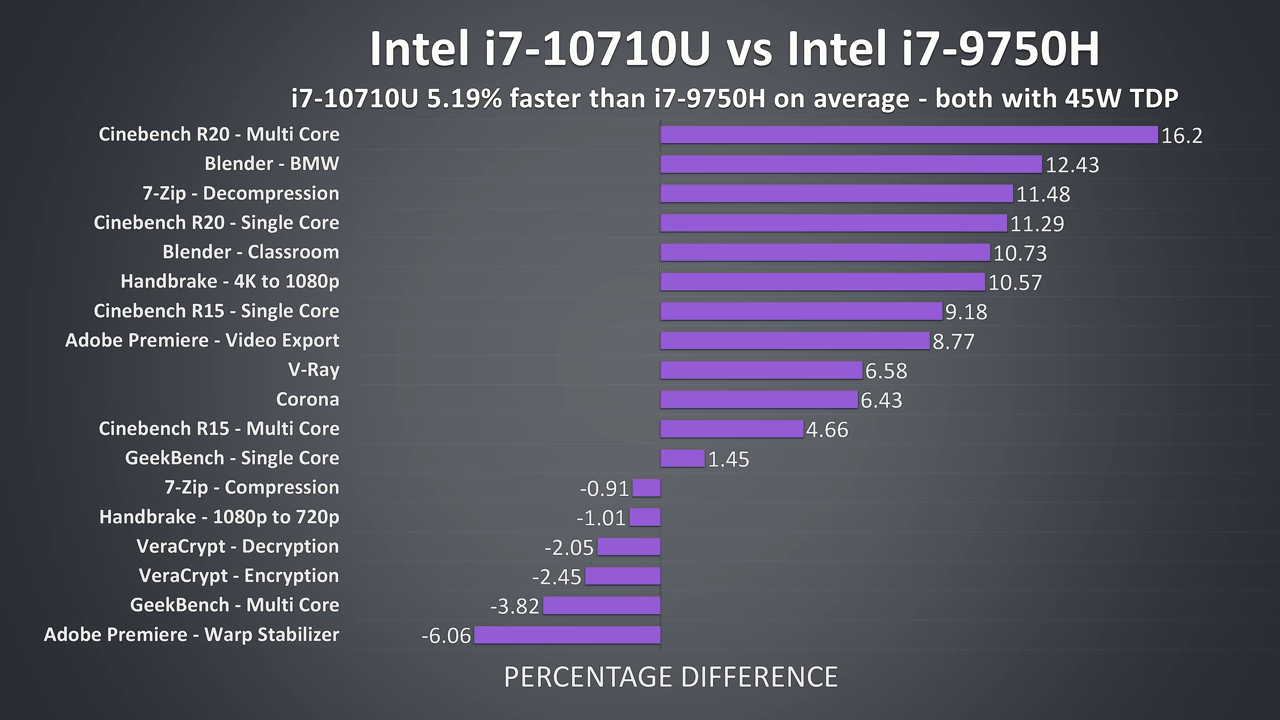 Intel i7-10710U vs Intel i7-9750H
i7-10710U 5.19% faster than i7-9750H on average - both with 45W TDP
Cinebench R20 - Multi Core 16.2
Blender - BMW 12.43
7-Zip - Decompression 11.48
Cinebench R20 - Single Core 11.29
Blender - Classroom 10.73
Handbrake - 4K to 1080p 10.57
Cinebench R15 - Single Core 9.18
Adobe Premiere - Video Export 8.77
V-Ray 6.58
Corona 6.43
Cinebench R15 - Multi Core 4.66
GeekBench - Single Core 1.45
7-Zip - Compression -0.91
Handbrake - 1080p to 720p -1.01
VeraCrypt - Decryption -2.05
VeraCrypt - Encryption -2.45
GeekBench - Multi Core -3.82
Adobe Premiere - Warp Stabilizer -6.06
PERCENTAGE DIFFERENCE